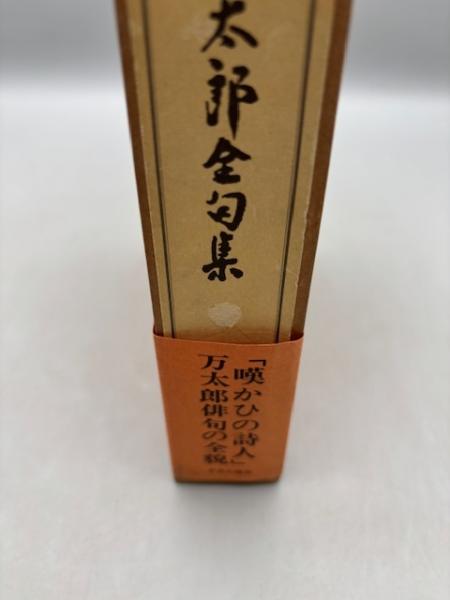 太郎全句集
「嘆かひの詩人」
万太郎俳句の全貌